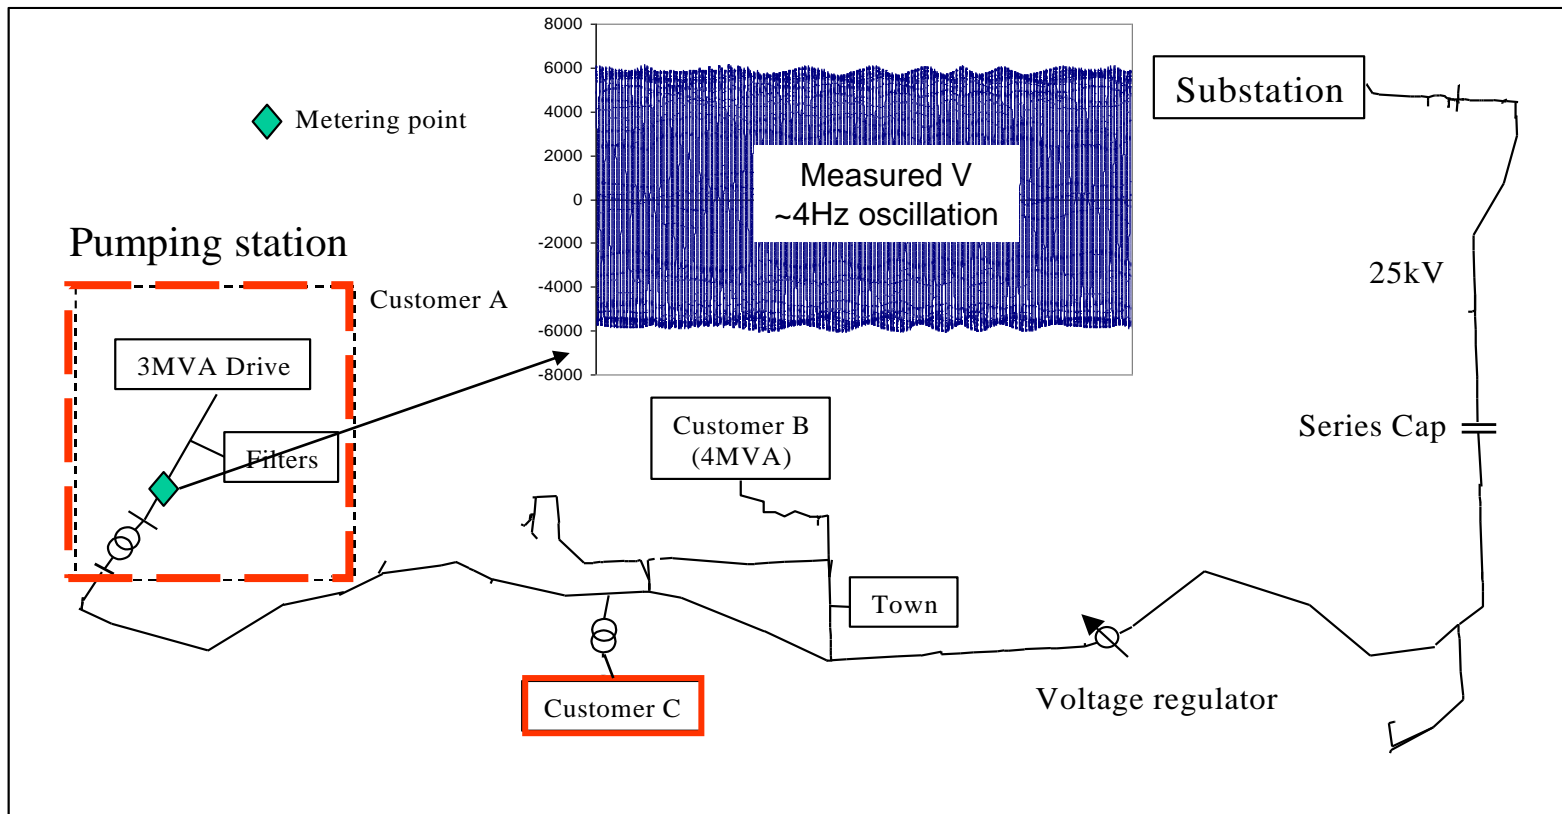 8000
6000
4000
2000
0
-2000
-4000
-6000
-8000
Measured V
~4Hz oscillation
Substation
Metering point
Pumping station
Customer A
25kV
3MVA Drive
Filters
Customer B
(4MVA)
Series Cap
Town
Voltage regulator
Customer C